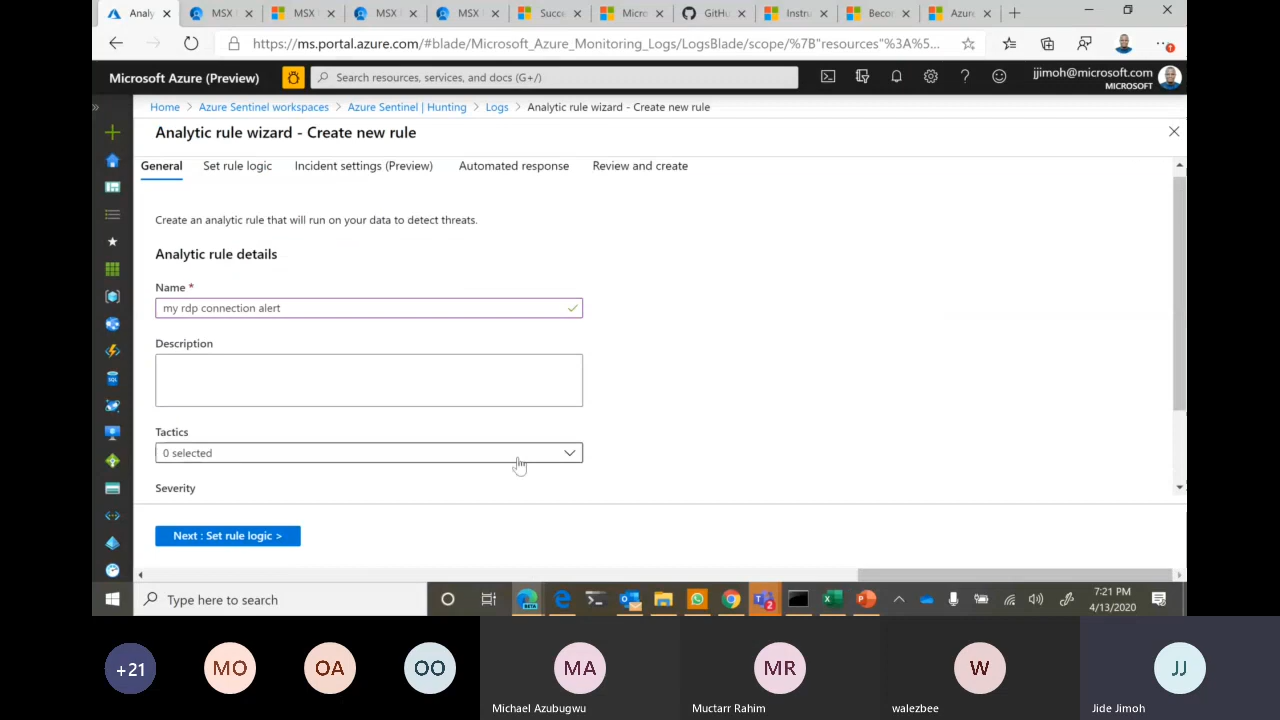 Analy
MSX
MSX
MSX
MSX
Succe
Micro
GitHu
Instru
Becor
Azure
https://ms.portal.azure.com/#blade/Microsoft_Azure_Monitoring_Logs/LogsBlade/scope/%7B"resources"%3A%5...
Microsoft Azure (Preview)
Search resources, services, and docs (G+/)
jjimoh@microsoft.com
MICROSOFT
Home > Azure Sentinel workspaces > Azure Sentinel | Hunting > Logs > Analytic rule wizard - Create new rule
Analytic rule wizard - Create new rule
General Set rule logic Incident settings (Preview) Automated response Review and create
Create an analytic rule that will run on your data to detect threats.
Analytic rule details
Name *
my rdp connection alert
Description
Tactics
0 selected
Severity
Next : Set rule logic >
SQL
Type here to search
BETA
2
7:21 PM
4/13/2020
+21
MO
OA
OO
MA
MR
W
JJ
Michael Azubugwu
Muctarr Rahim
walezbee
Jide Jimoh